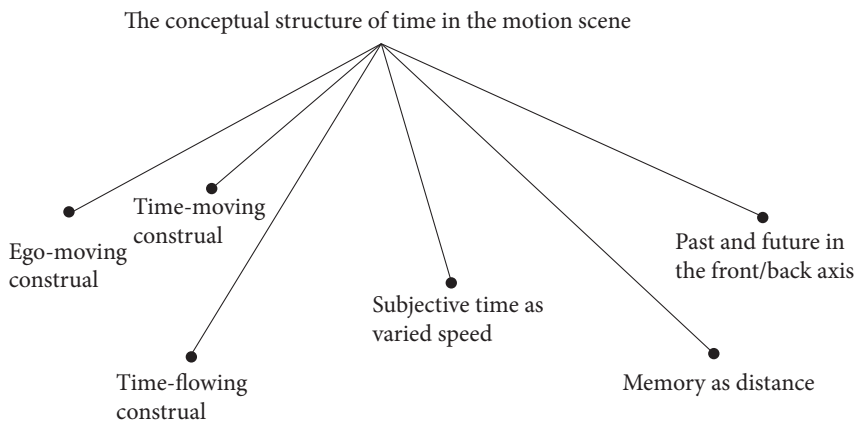 The conceptual structure of time in the motion scene
Ego-moving
construal
Time-moving
construal
Time-flowing
construal
Subjective time as
varied speed
Memory as distance
Past and future in
the front/back axis